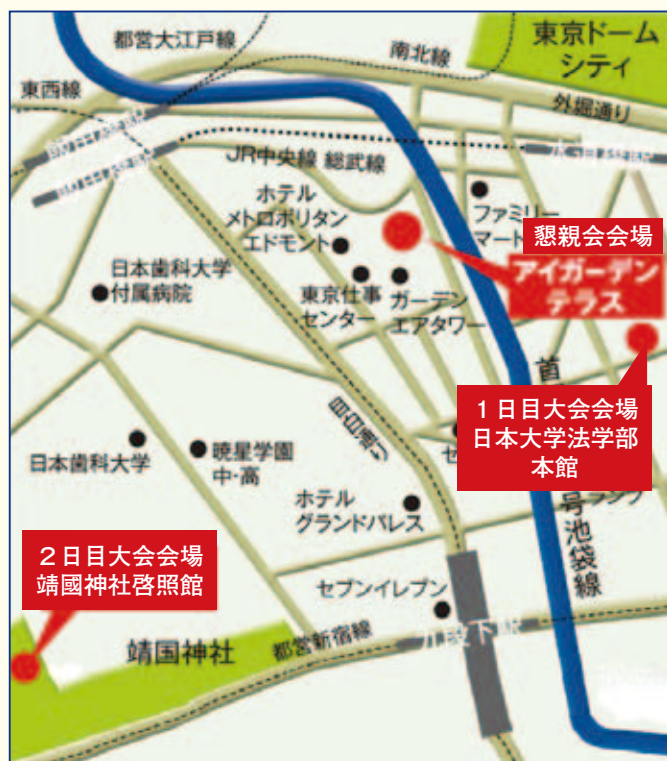 都営大江戸線
南北線
東京ドーム
シティ
東西線
外堀通り
JR中央線 総武線
ホテル
メトロポリタン
エドモント
ファミリー
マート
懇親会会場
アイガーデン
テラス
日本歯科大学
付属病院
東京仕事
センター
ガーデン
エアタワー
首
1日目大会会場
日本大学法学部
本館
目白通り
セ
日本歯科大学
暁星学園
中・高
ホテル
グランドパレス
号池袋線
ランプ
2日目大会会場
靖國神社啓照館
セブンイレブン
靖国神社
都営新宿線
九段下駅